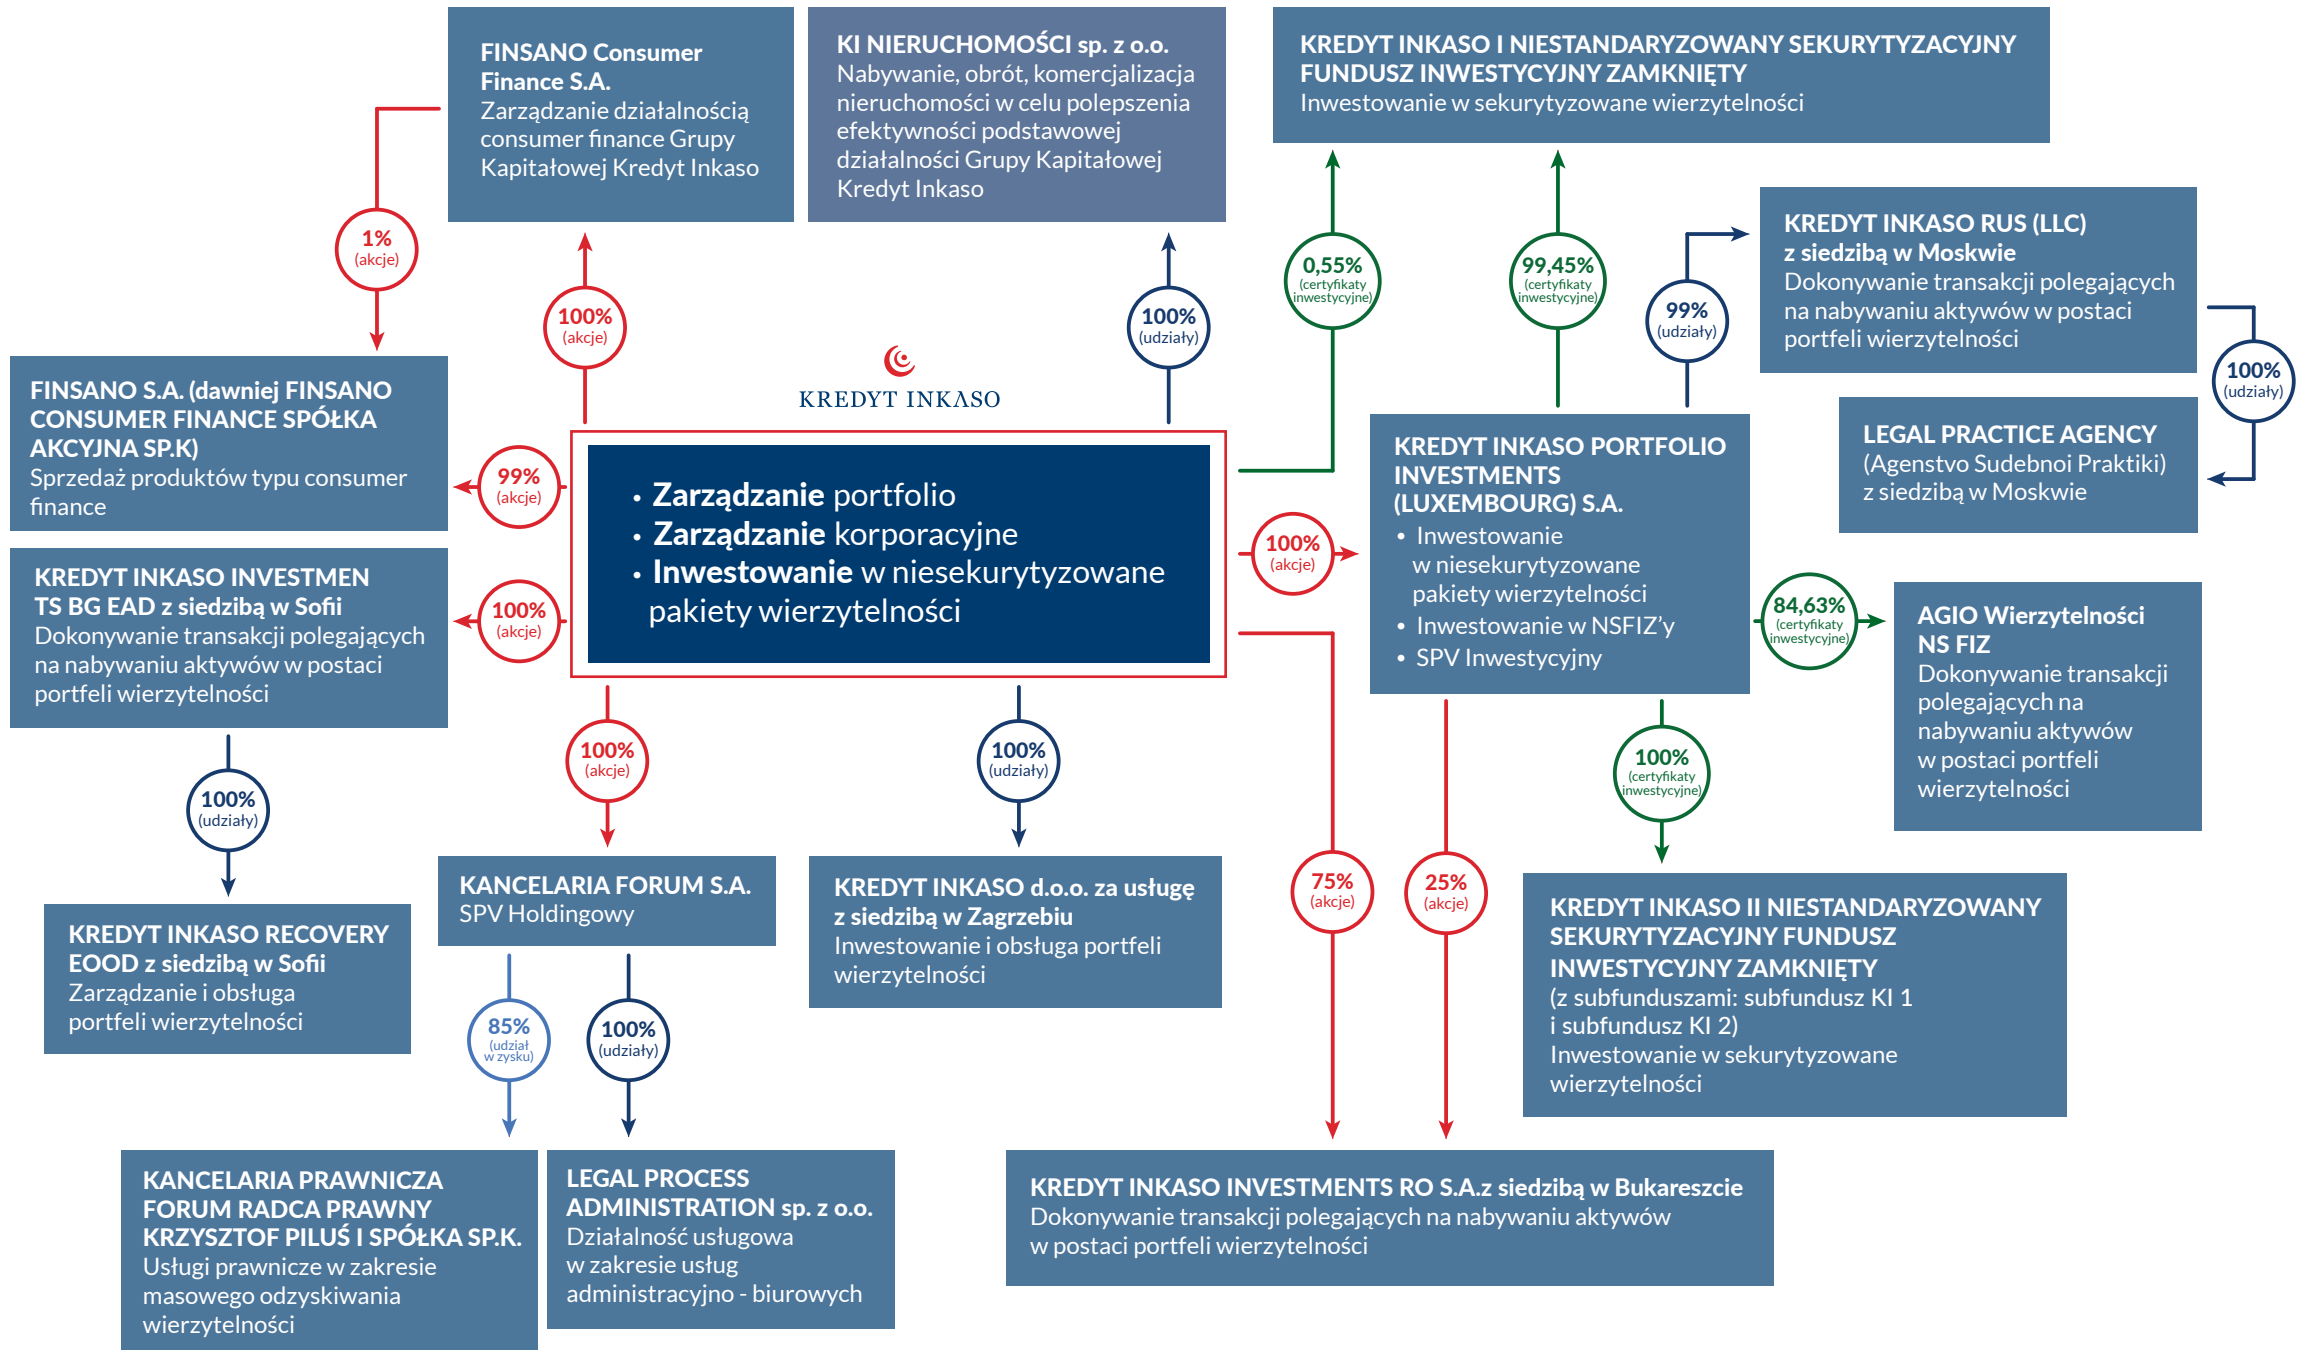 FINSANO Consumer
Finance S.A.
Zarządzanie działalnością
consumer finance Grupy
Kapitałowej Kredyt Inkaso
KI NIERUCHOMOŚCI sp. z o.o.
Nabywanie, obrót, komercjalizacja
nieruchomości w celu polepszenia
efektywności podstawowej
działalności Grupy Kapitałowej
Kredyt Inkaso
KREDYT INKASO I NIESTANDARYZOWANY SEKURYTYZACYJNY
FUNDUSZ INWESTYCYJNY ZAMKNIĘTY
Inwestowanie w sekurytyzowane wierzytelności
1%
(akcje)
100%
(akcje)
100%
(udziały)
0,55%
(certyfikaty
inwestycyjne)
99,45%
(certyfikaty
inwestycyjne)
99%
(udziały)
KREDYT INKASO RUS (LLC)
z siedzibą w Moskwie
Dokonywanie transakcji polegających
na nabywaniu aktywów w postaci
portfeli wierzytelności
100%
(udziały)
LEGAL PRACTICE AGENCY
(Agenstvo Sudebnoi Praktiki)
z siedzibą w Moskwie
FINSANO S.A. (dawniej FINSANO
CONSUMER FINANCE SPÓŁKA
AKCYJNA SP.K)
Sprzedaż produktów typu consumer
finance
99%
(akcje)
KREDYT INKASO
• Zarządzanie portfolio
• Zarządzanie korporacyjne
• Inwestowanie w niesekurytyzowane
pakiety wierzytelności
100%
(akcje)
KREDYT INKASO PORTFOLIO
INVESTMENTS
(LUXEMBOURG) S.A.
• Inwestowanie
w niesekurytyzowane
pakiety wierzytelności
• Inwestowanie w NSFIZ’y
• SPV Inwestycyjny
84,63%
(certyfikaty
inwestycyjne)
AGIO Wierzytelności
NS FIZ
Dokonywanie transakcji
polegających na
nabywaniu aktywów
w postaci portfeli
wierzytelności
KREDYT INKASO INVESTMEN
TS BG EAD z siedzibą w Sofii
Dokonywanie transakcji polegających
na nabywaniu aktywów w postaci
portfeli wierzytelności
100%
(akcje)
100%
(udziały)
100%
(akcje)
100%
(udziały)
75%
(akcje)
25%
(akcje)
100%
(certyfikaty
inwestycyjne)
KREDYT INKASO RECOVERY
EOOD z siedzibą w Sofii
Zarządzanie i obsługa
portfeli wierzytelności
KANCELARIA FORUM S.A.
SPV Holdingowy
KREDYT INKASO d.o.o. za usługę
z siedzibą w Zagrzebiu
Inwestowanie i obsługa portfeli
wierzytelności
KREDYT INKASO II NIESTANDARYZOWANY
SEKURYTYZACYJNY FUNDUSZ
INWESTYCYJNY ZAMKNIĘTY
(z subfunduszami: subfundusz KI 1
i subfundusz KI 2)
Inwestowanie w sekurytyzowane
wierzytelności
85%
(udział
w zysku)
100%
(udziały)
KANCELARIA PRAWNICZA
FORUM RADCA PRAWNY
KRZYSZTOF PILUŚ I SPÓŁKA SP.K.
Usługi prawnicze w zakresie
masowego odzyskiwania
wierzytelności
LEGAL PROCESS
ADMINISTRATION sp. z o.o.
Działalność usługowa
w zakresie usług
administracyjno - biurowych
KREDYT INKASO INVESTMENTS RO S.A.z siedzibą w Bukareszcie
Dokonywanie transakcji polegających na nabywaniu aktywów
w postaci portfeli wierzytelności